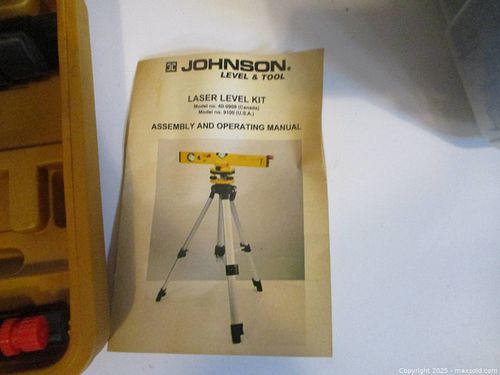 JOHNSON®
LEVEL & TOOL
LASER LEVEL KIT
Model no. 40-0909 (Canada)
Model no. 9100 (U.S.A.)
ASSEMBLY AND OPERATING MANUAL
Copyright 2025 - maxsold.com